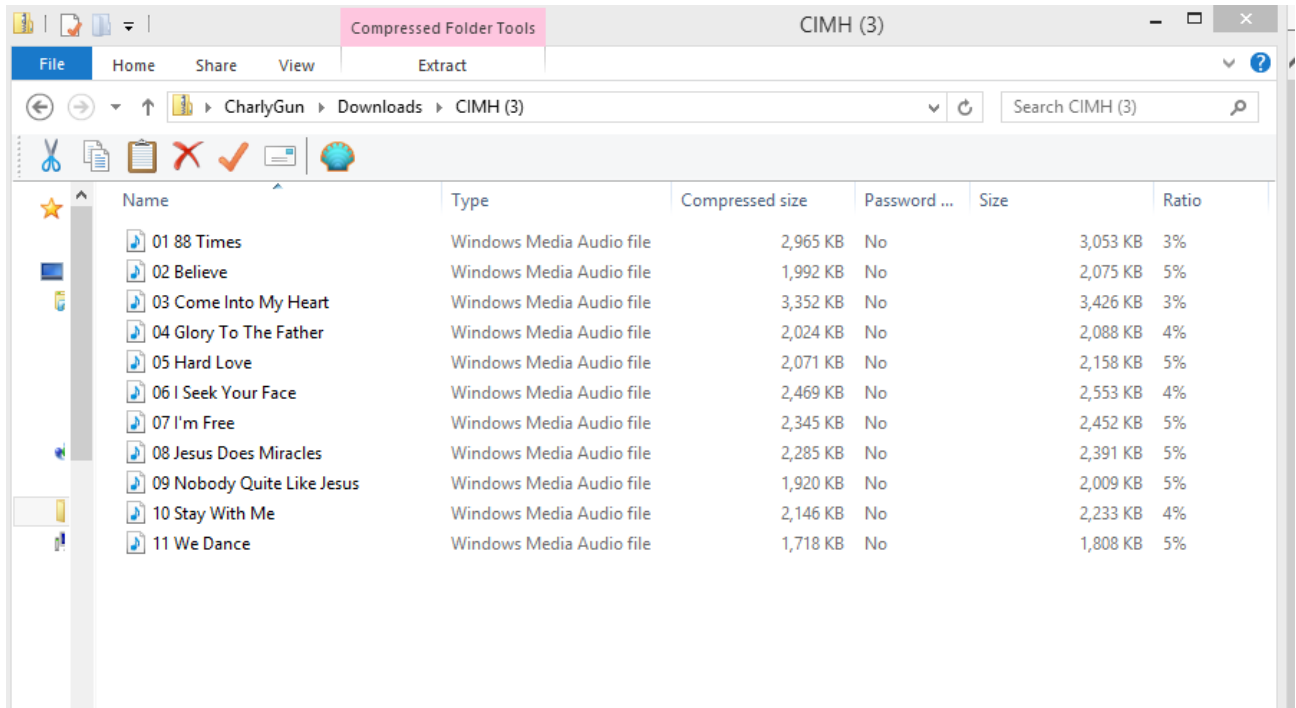 Compressed Folder Tools CIMH (3)
File Home Share View Extract
CharlyGun Downloads CIMH (3) Search CIMH (3)
Name Type Compressed size Password ... Size Ratio
01 88 Times Windows Media Audio file 2,965 KB No 3,053 KB 3%
02 Believe Windows Media Audio file 1,992 KB No 2,075 KB 5%
03 Come Into My Heart Windows Media Audio file 3,352 KB No 3,426 KB 3%
04 Glory To The Father Windows Media Audio file 2,024 KB No 2,088 KB 4%
05 Hard Love Windows Media Audio file 2,071 KB No 2,158 KB 5%
06 I Seek Your Face Windows Media Audio file 2,469 KB No 2,553 KB 4%
07 I'm Free Windows Media Audio file 2,345 KB No 2,452 KB 5%
08 Jesus Does Miracles Windows Media Audio file 2,285 KB No 2,391 KB 5%
09 Nobody Quite Like Jesus Windows Media Audio file 1,920 KB No 2,009 KB 5%
10 Stay With Me Windows Media Audio file 2,146 KB No 2,233 KB 4%
11 We Dance Windows Media Audio file 1,718 KB No 1,808 KB 5%